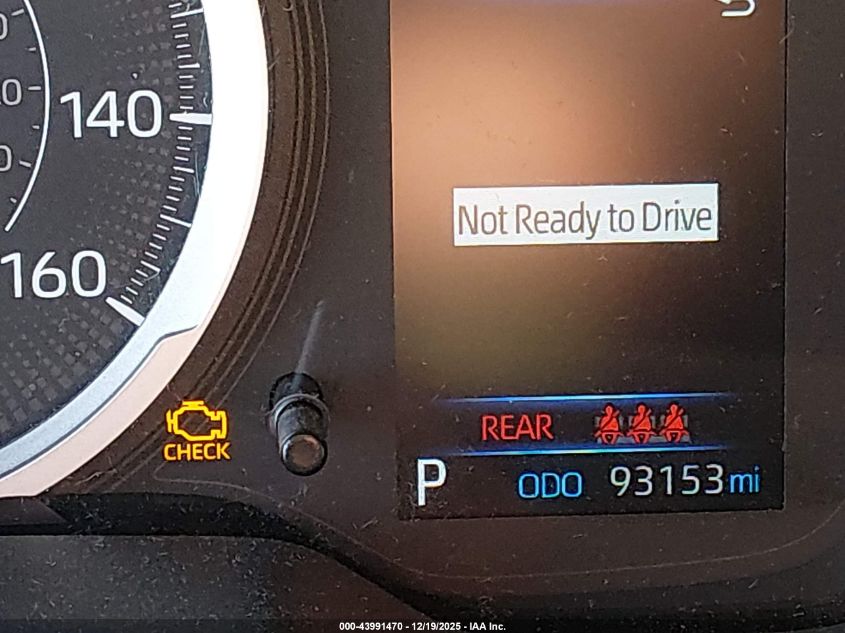 140
160
Not Ready to Drive
CHECK
REAR
P ODO 93153 mi
000-43991470 - 12/19/2025 - IAA Inc.